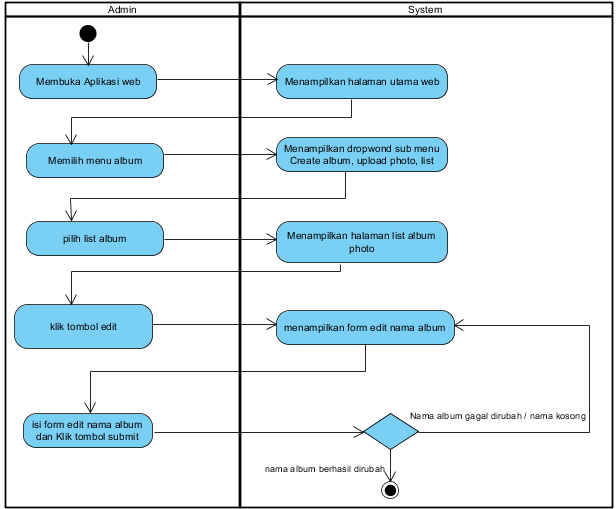 Admin
System
Membuka Aplikasi web
Menampilkan halaman utama web
Memilih menu album
Menampilkan dropwond sub menu
Create album, upload photo, list
pilih list album
Menampilkan halaman list album
photo
klik tombol edit
menampilkan form edit nama album
isi form edit nama album
dan Klik tombol submit
Nama album gagal dirubah / nama kosong
nama album berhasil dirubah